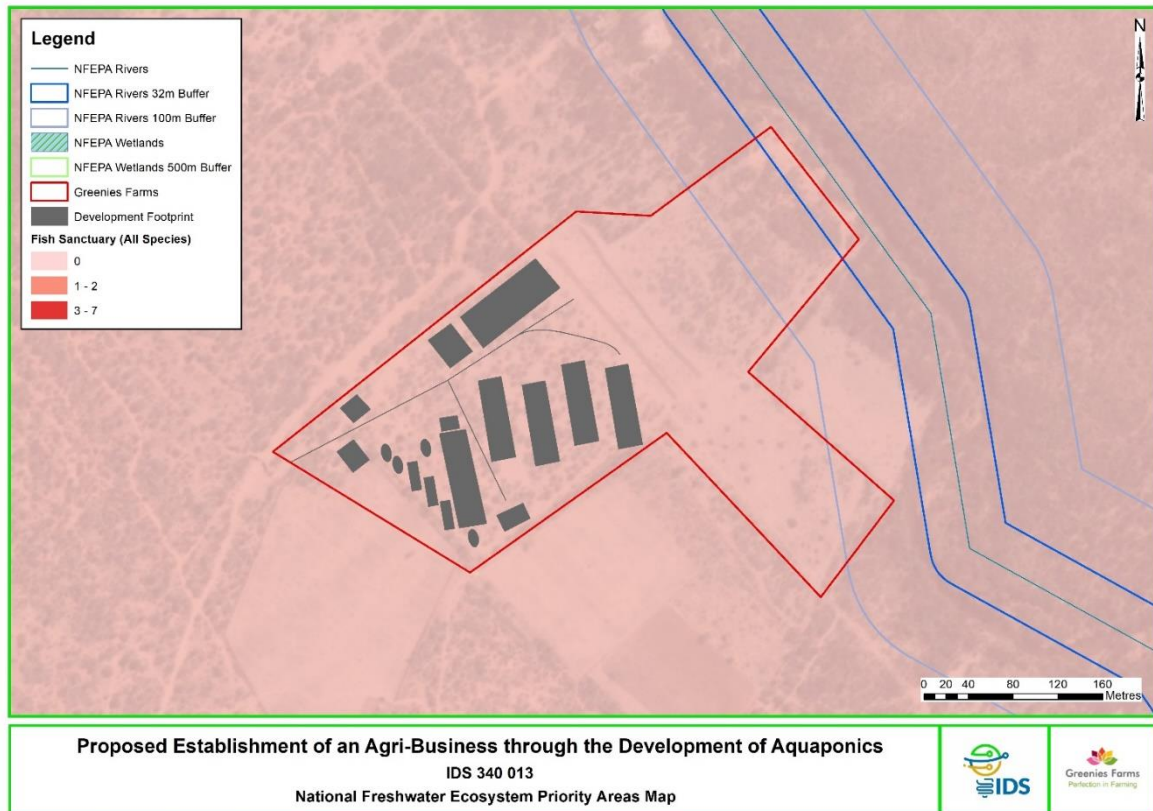 Legend
NFEPA Rivers
NFEPA Rivers 32m Buffer
NFEPA Rivers 100m Buffer
NFEPA Wetlands
NFEPA Wetlands 500m Buffer
Greenies Farms
Development Footprint
Fish Sanctuary (All Species)
0
1 - 2
3 - 7
N
0 20 40 80 120 160
Metres
Proposed Establishment of an Agri-Business through the Development of Aquaponics
IDS 340 013
National Freshwater Ecosystem Priority Areas Map
IDS
Greenies Farms
Perfection in Farming